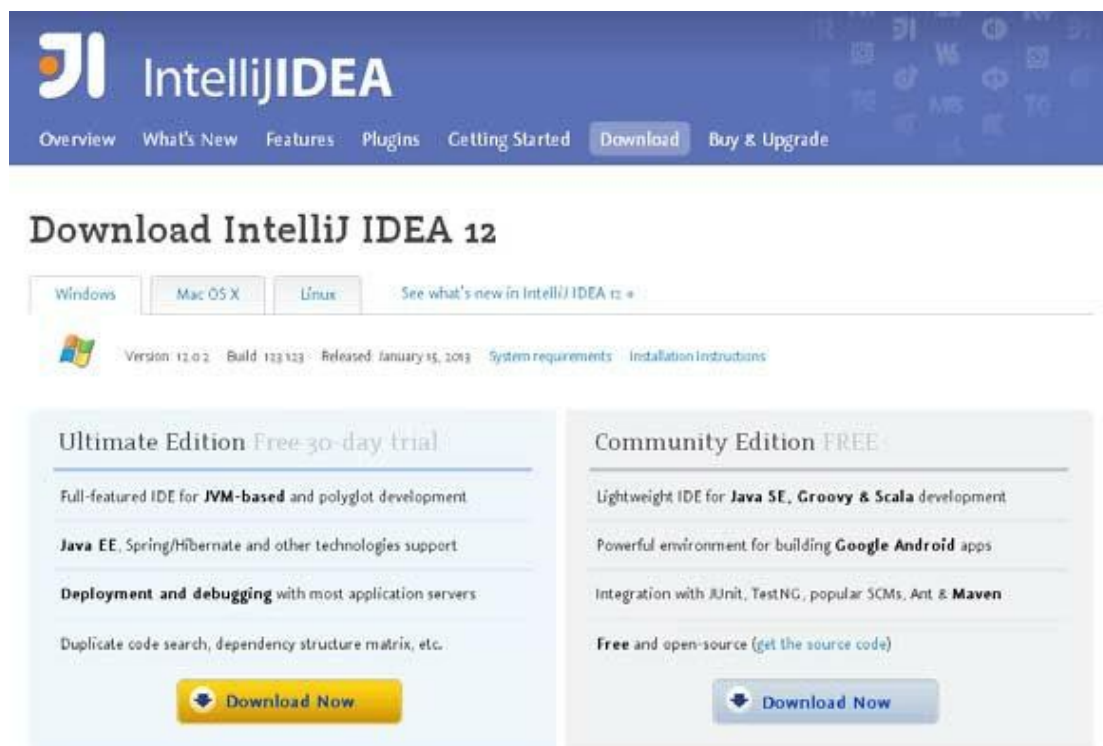 IntelliJIDEA
Overview What's New Features Plugins Getting Started Download Buy & Upgrade
Download IntelliJ IDEA 12
Windows Mac OS X Linux See what's new in IntelliJ IDEA 12 »
Version: 12.0.2 Build: 123.123 Released: January 15, 2013 System requirements Installation Instructions
Ultimate Edition Free 30-day trial
Full-featured IDE for JVM-based and polyglot development
Java EE, Spring/Hibernate and other technologies support
Deployment and debugging with most application servers
Duplicate code search, dependency structure matrix, etc.
Download Now
Community Edition FREE
Lightweight IDE for Java SE, Groovy & Scala development
Powerful environment for building Google Android apps
Integration with JUnit, TestNG, popular SCMs, Ant & Maven
Free and open-source (get the source code)
Download Now